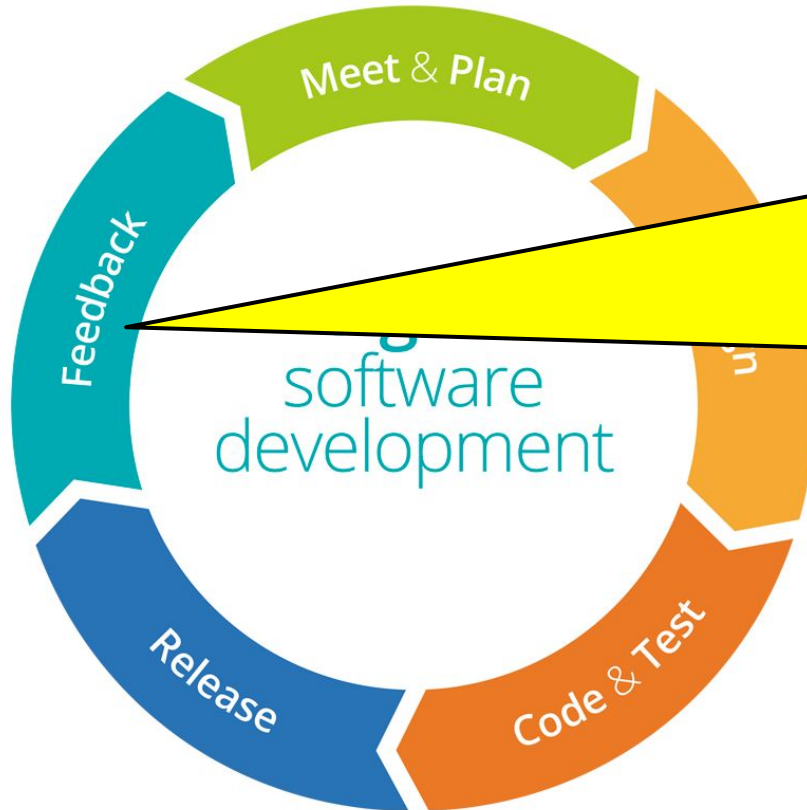 Meet & Plan
Code & Test
Release
Feedback
software
development